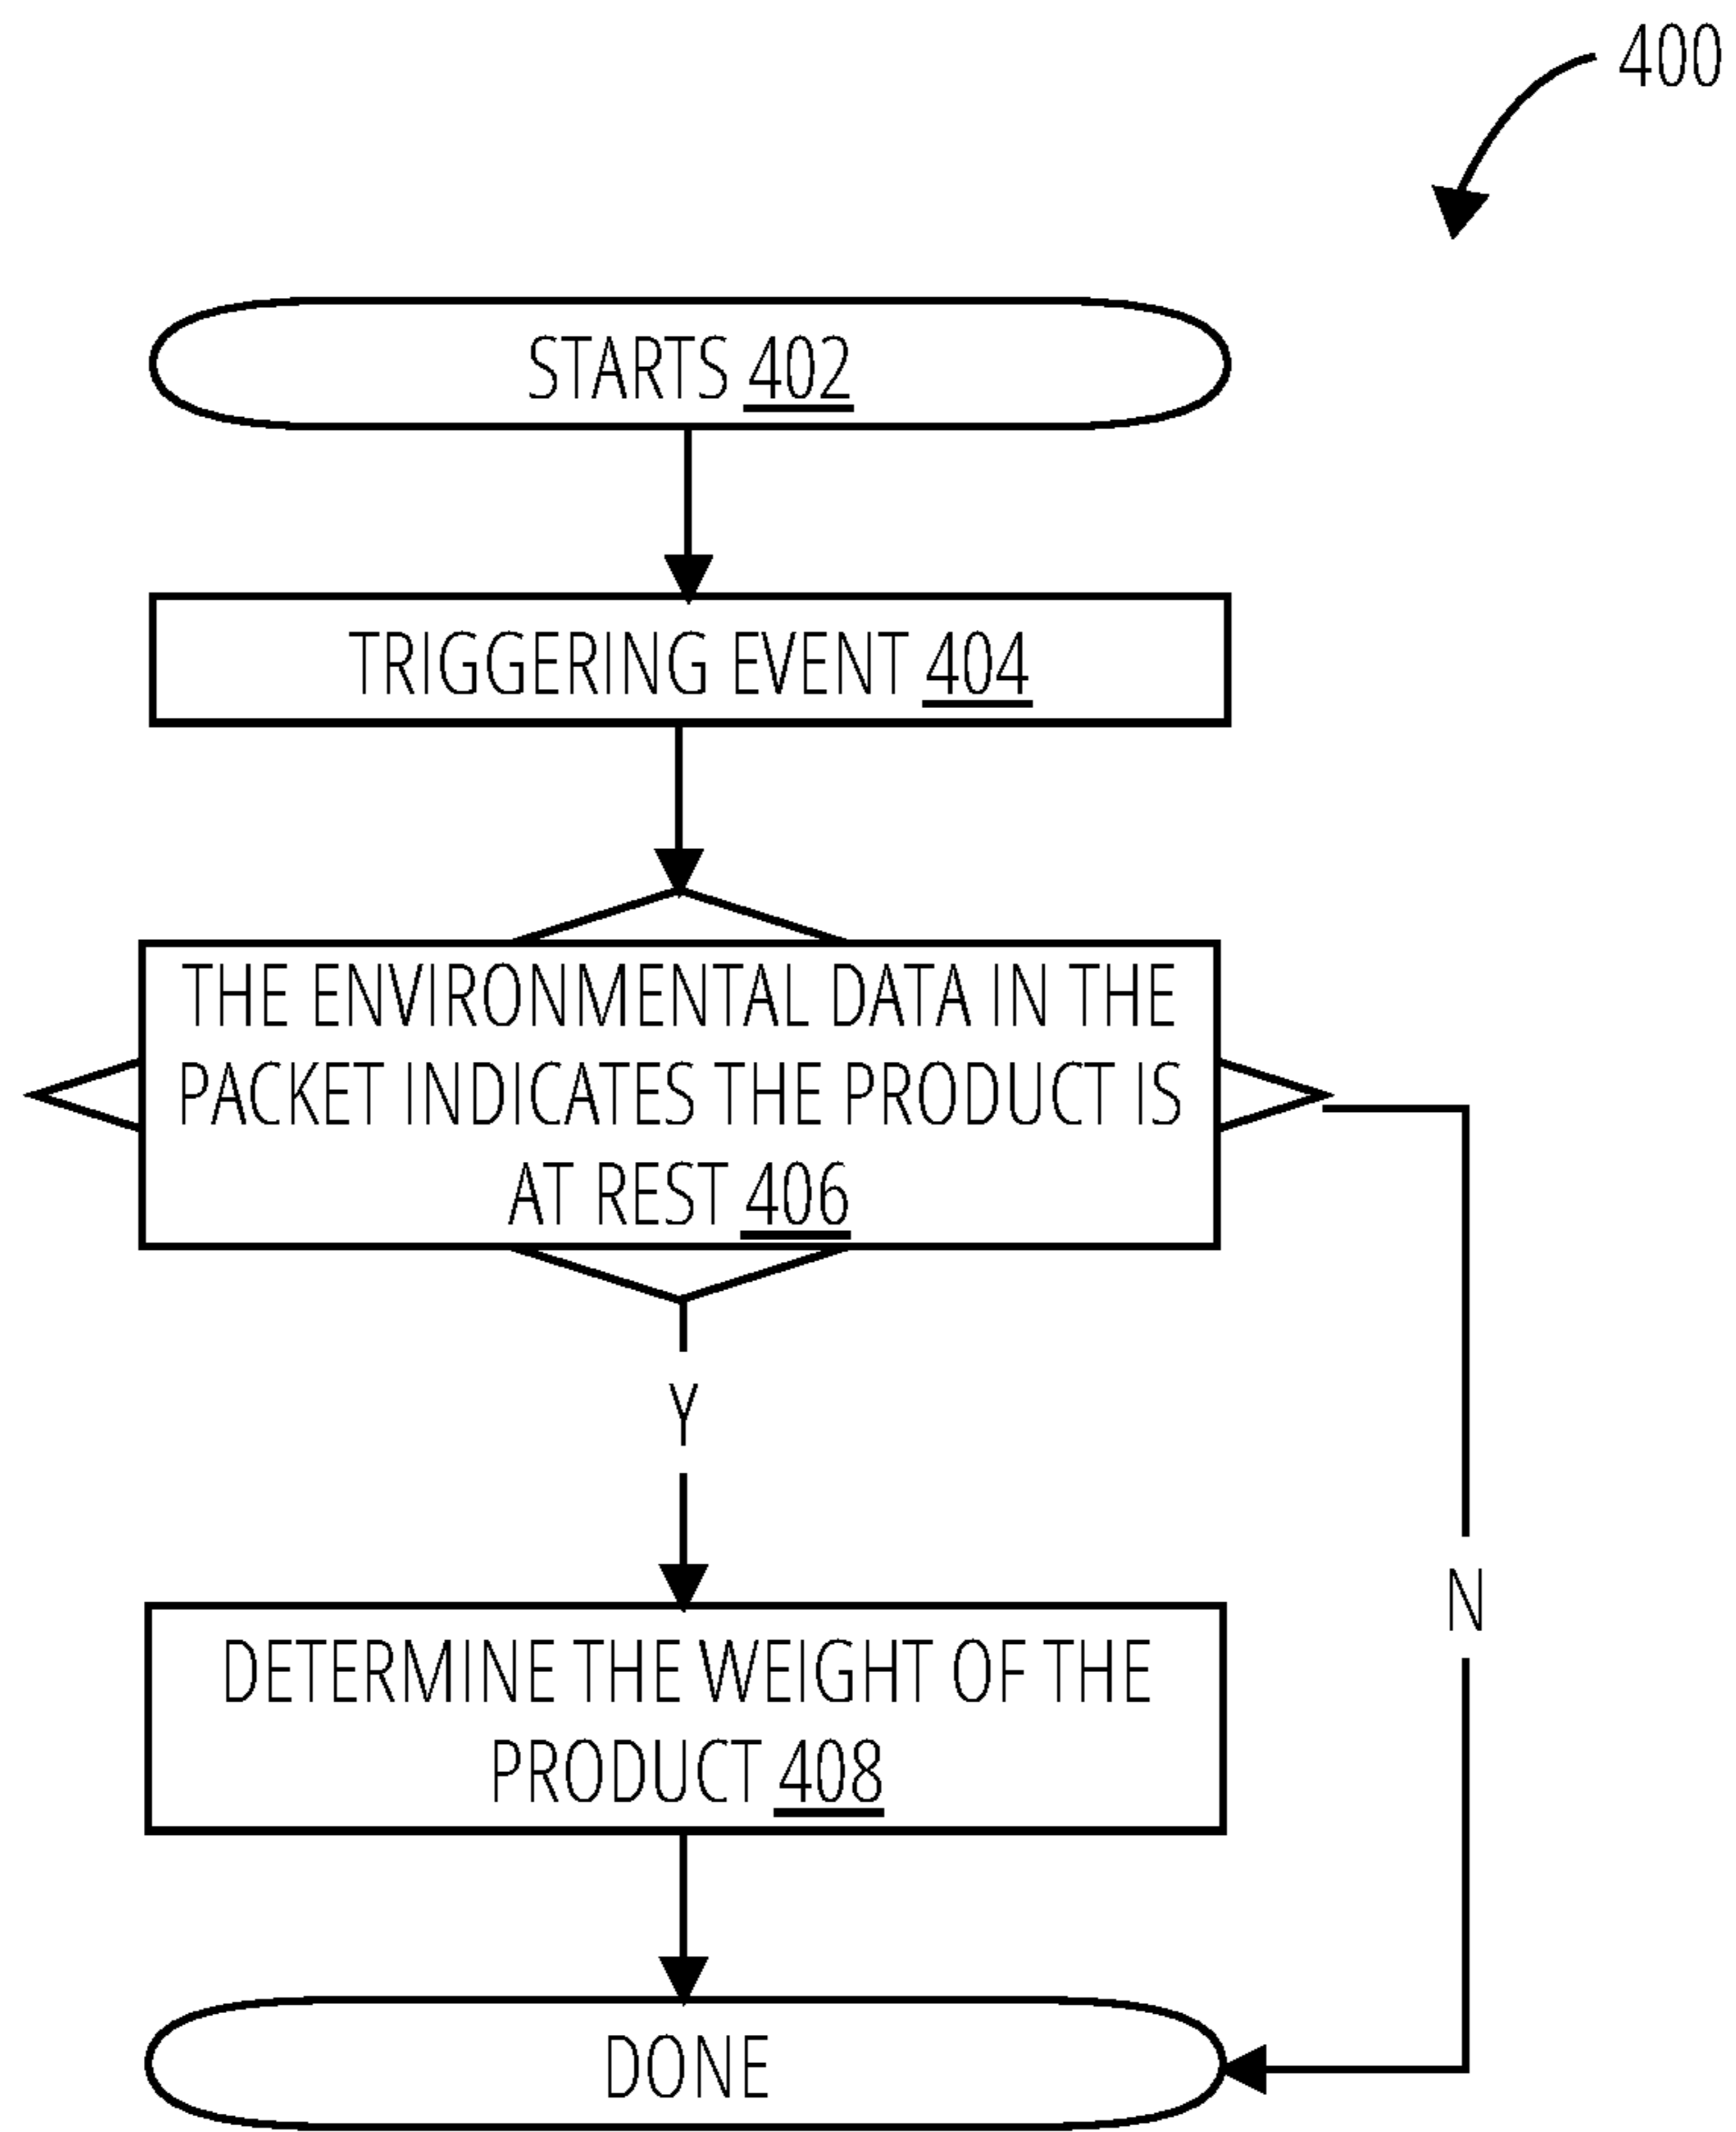 400
STARTS 402
TRIGGERING EVENT 404
THE ENVIRONMENTAL DATA IN THE
PACKET INDICATES THE PRODUCT IS
AT REST 406
Y
N
DETERMINE THE WEIGHT OF THE
PRODUCT 408
DONE